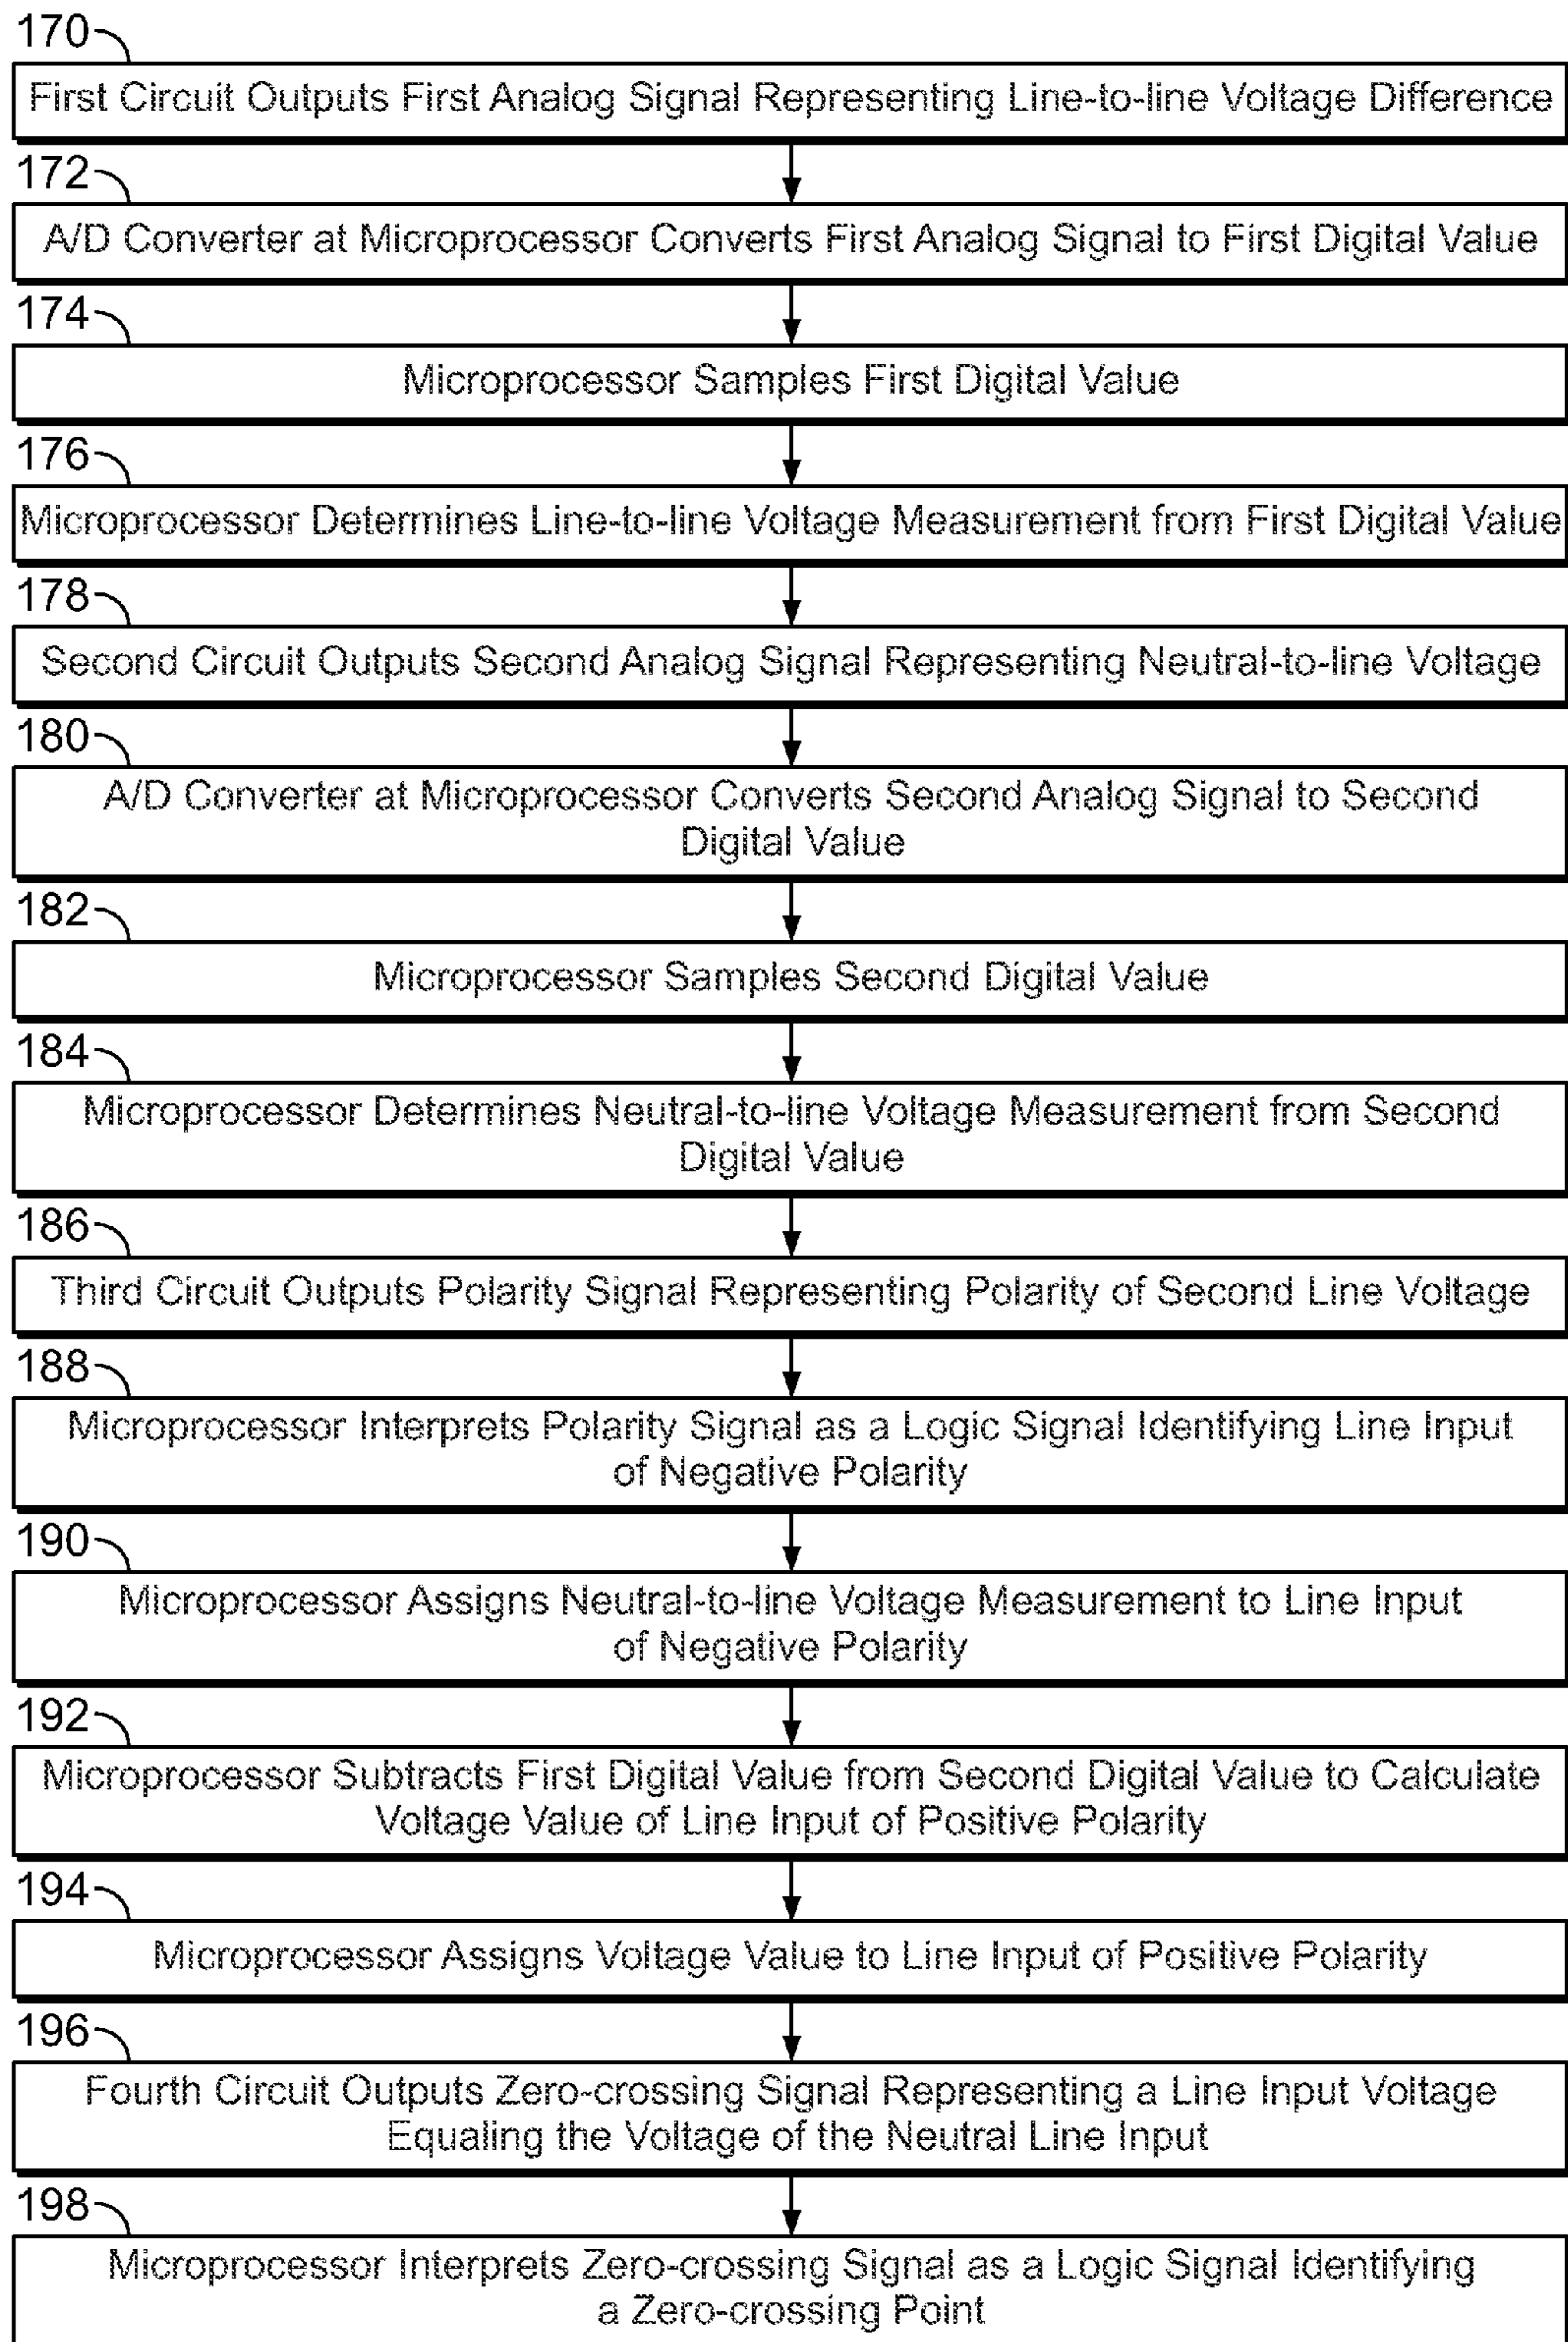 170
First Circuit Outputs First Analog Signal Representing Line-to-line Voltage Difference
172
A/D Converter at Microprocessor Converts First Analog Signal to First Digital Value
174
Microprocessor Samples First Digital Value
176
Microprocessor Determines Line-to-line Voltage Measurement from First Digital Value
178
Second Circuit Outputs Second Analog Signal Representing Neutral-to-line Voltage
180
A/D Converter at Microprocessor Converts Second Analog Signal to Second
Digital Value
182
Microprocessor Samples Second Digital Value
184
Microprocessor Determines Neutral-to-line Voltage Measurement from Second
Digital Value
186
Third Circuit Outputs Polarity Signal Representing Polarity of Second Line Voltage
188
Microprocessor Interprets Polarity Signal as a Logic Signal Identifying Line Input
of Negative Polarity
190
Microprocessor Assigns Neutral-to-line Voltage Measurement to Line Input
of Negative Polarity
192
Microprocessor Subtracts First Digital Value from Second Digital Value to Calculate
Voltage Value of Line Input of Positive Polarity
194
Microprocessor Assigns Voltage Value to Line Input of Positive Polarity
196
Fourth Circuit Outputs Zero-crossing Signal Representing a Line Input Voltage
Equaling the Voltage of the Neutral Line Input
198
Microprocessor Interprets Zero-crossing Signal as a Logic Signal Identifying
a Zero-crossing Point